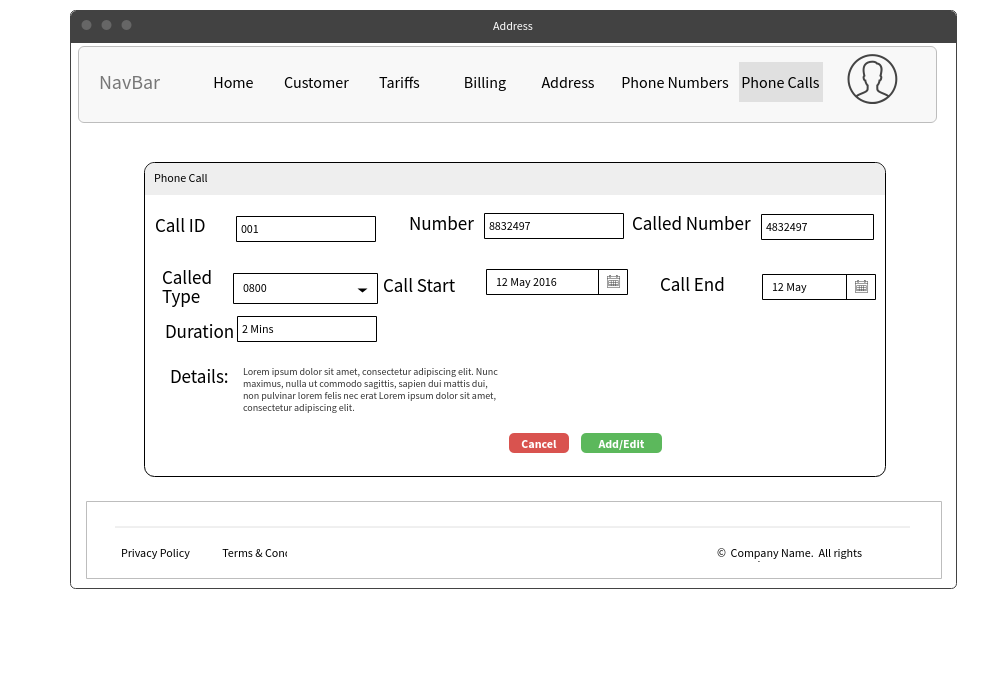 Address
NavBar Home Customer Tariffs Billing Address Phone Numbers Phone Calls
Phone Call
Call ID 001 Number 8832497 Called Number 4832497
Called
Type 0800 Call Start 12 May 2016 Call End 12 May
Duration 2 Mins
Details: Lorem ipsum dolor sit amet, consectetur adipiscing elit. Nunc
maximus, nulla ut commodo sagittis, sapien dui mattis dui,
non pulvinar lorem felis nec erat Lorem ipsum dolor sit amet,
consectetur adipiscing elit.
Cancel Add/Edit
Privacy Policy Terms & Con © Company Name. All rights